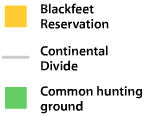 Blackfeet
Reservation
Continental
Divide
Common hunting
ground